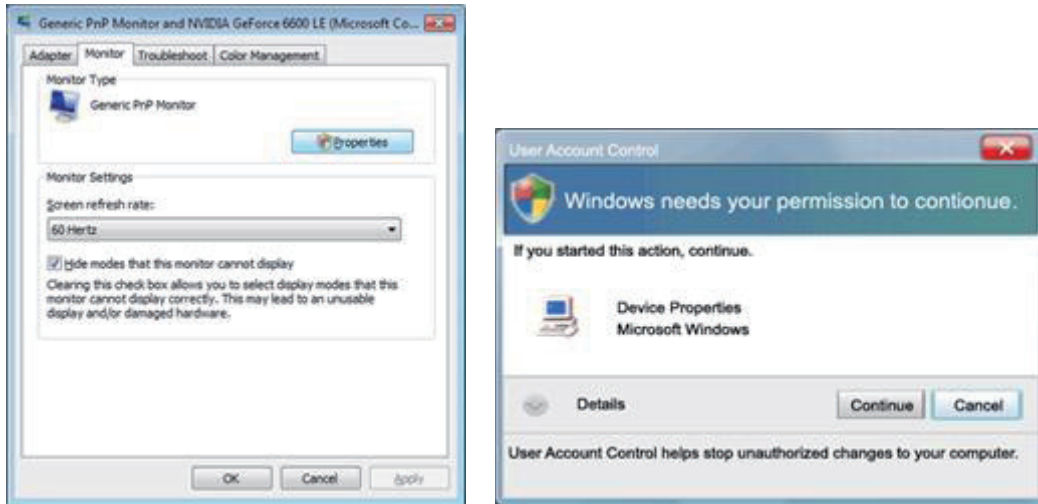 Generic PnP Monitor and NVIDIA GeForce 6600 LE (Microsoft Co...
Adapter Monitor Troubleshoot Color Management
Monitor Type
Generic PnP Monitor
Properties
Monitor Settings
Screen refresh rate:
60 Hertz
Hide modes that this monitor cannot display
Clearing this check box allows you to select display modes that this
monitor cannot display correctly. This may lead to an unusable
display and/or damaged hardware.
OK Cancel Apply
User Account Control
Windows needs your permission to contionue.
If you started this action, continue.
Device Properties
Microsoft Windows
Details Continue Cancel
User Account Control helps stop unauthorized changes to your computer.